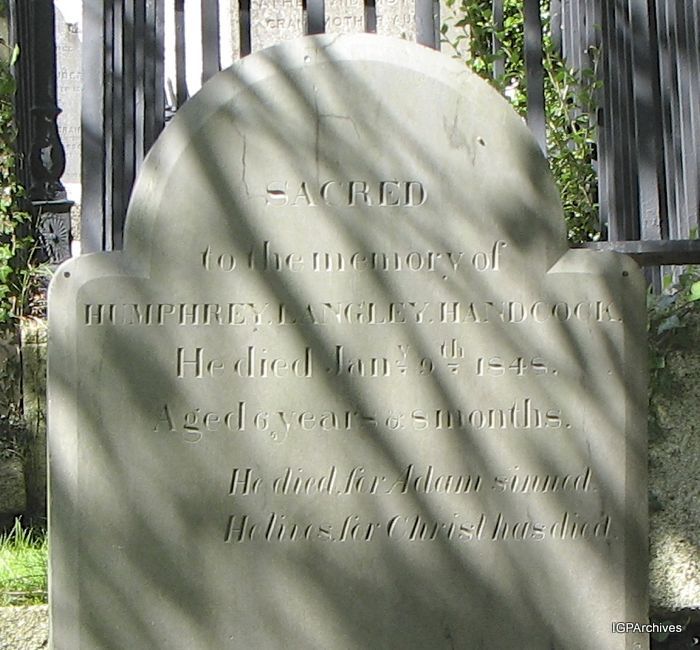 SACRED
to the memory of
HUMPHREY. LANGLEY. HANDCOCK.
He died Jany. 9th. 1848.
Aged 6 years & 8 months.
He died, for Adam sinned.
He lives, for Christ has died.
IGPArchives